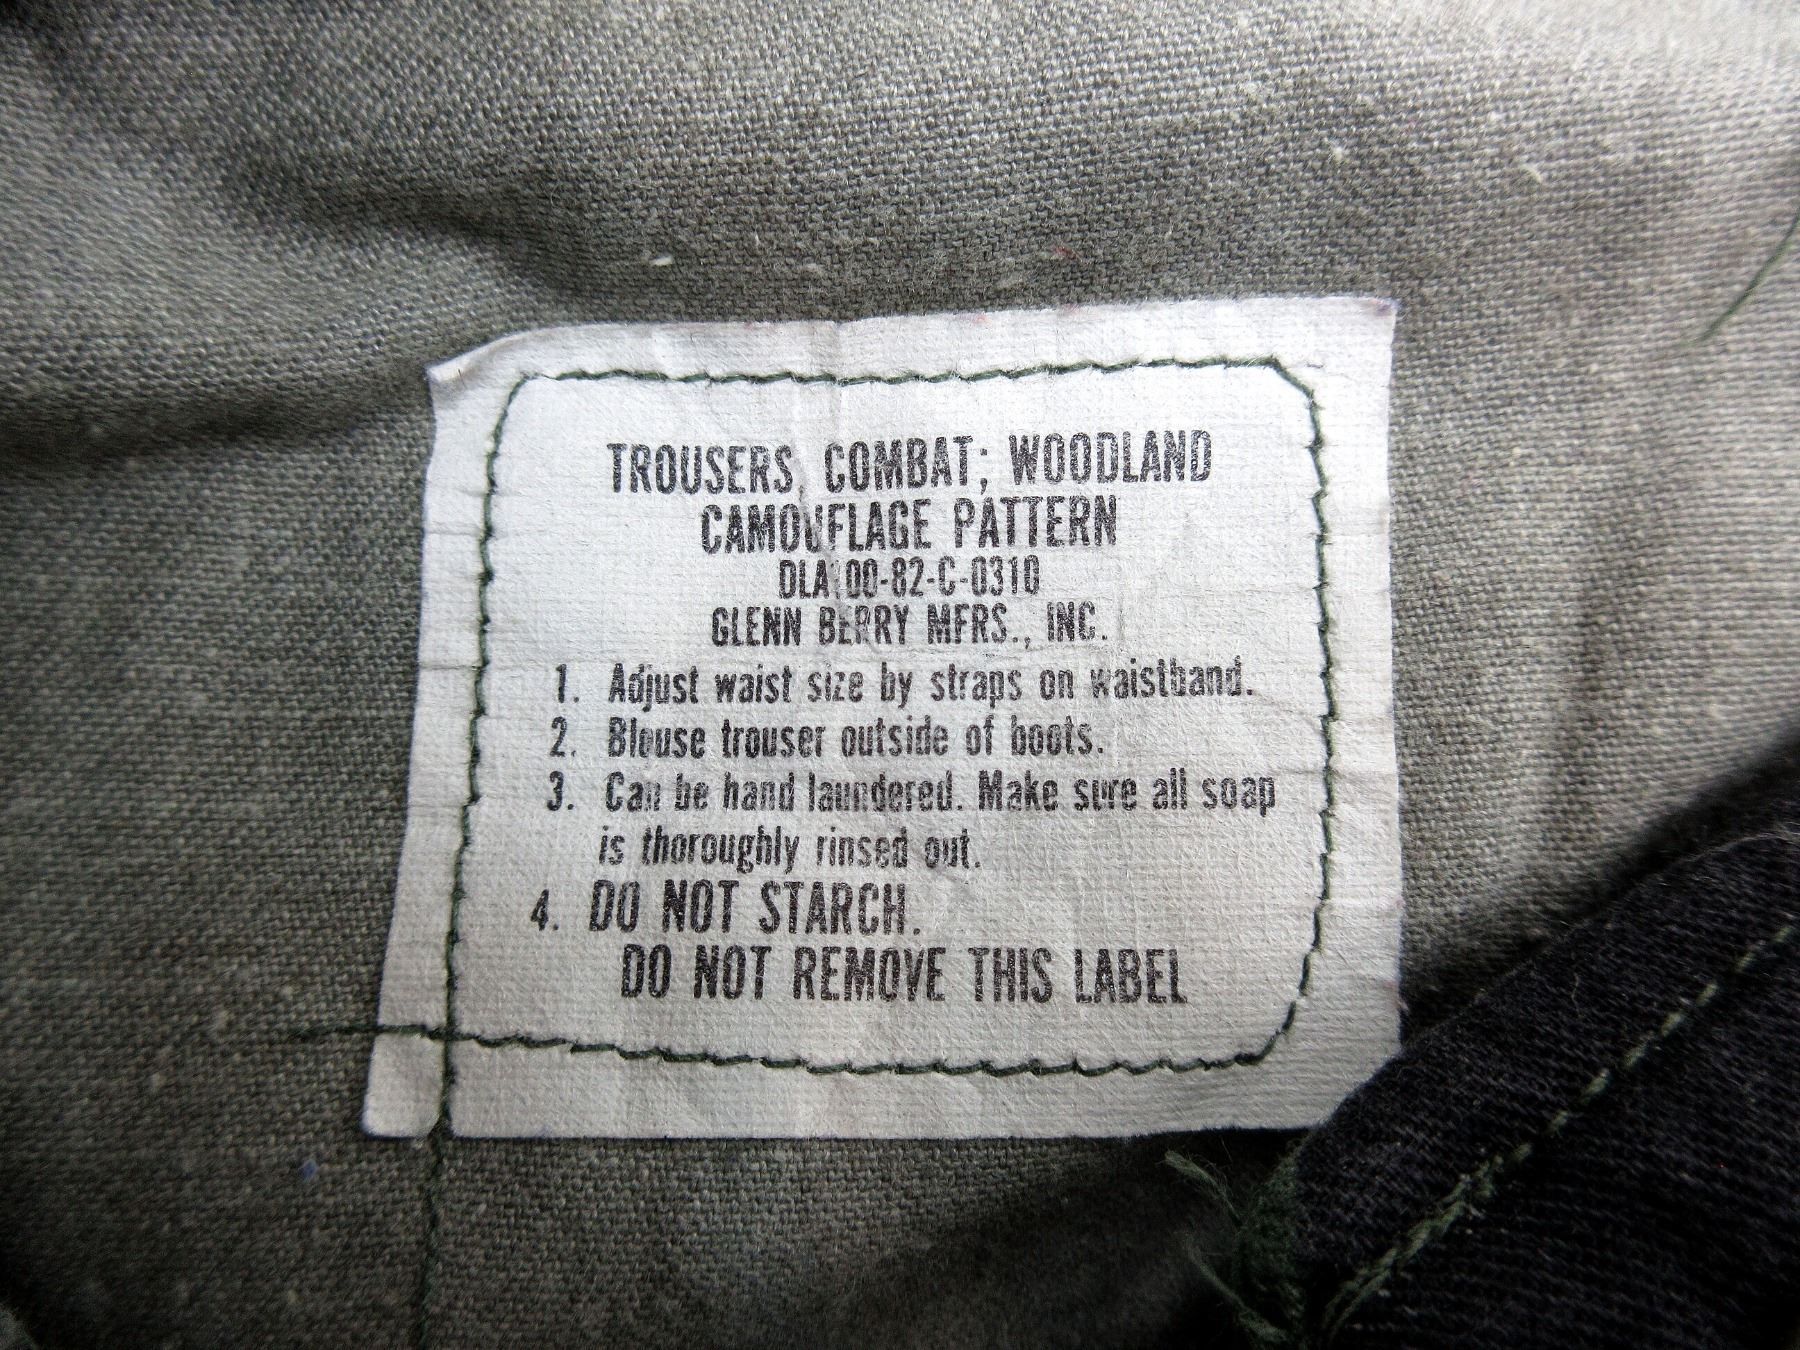 TROUSERS, COMBAT; WOODLAND
CAMOUFLAGE PATTERN
DLA100-82-C-0310
GLENN BERRY MFRS., INC.
1. Adjust waist size by straps on waistband.
2. Blouse trouser outside of boots.
3. Can be hand laundered. Make sure all soap
is thoroughly rinsed out.
4. DO NOT STARCH.
DO NOT REMOVE THIS LABEL